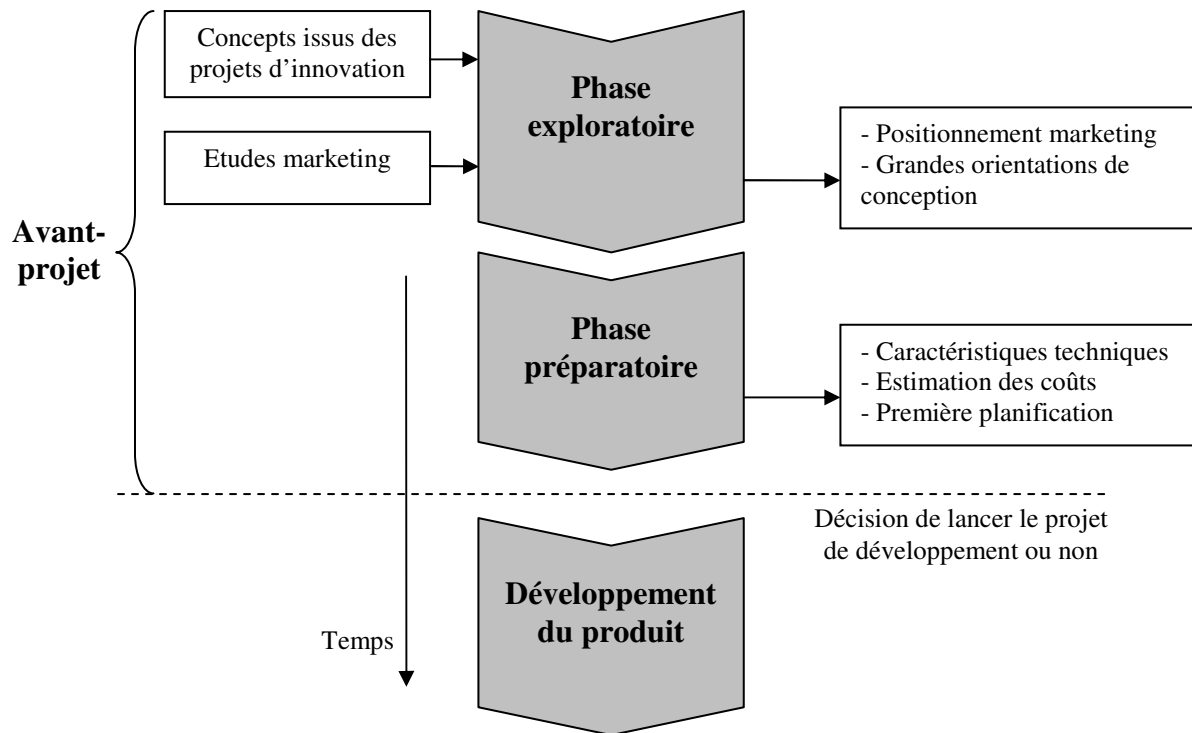 Concepts issus des
projets d'innovation
Phase
exploratoire
Etudes marketing
- Positionnement marketing
- Grandes orientations de
conception
Avant-
projet
Phase
préparatoire
- Caractéristiques techniques
- Estimation des coûts
- Première planification
Décision de lancer le projet
de développement ou non
Développement
du produit
Temps